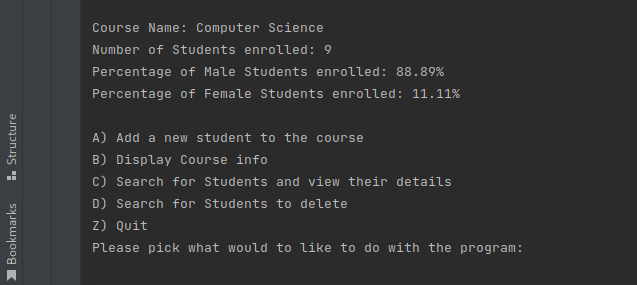 Course Name: Computer Science
Number of Students enrolled: 9
Percentage of Male Students enrolled: 88.89%
Percentage of Female Students enrolled: 11.11%
A) Add a new student to the course
B) Display Course info
C) Search for Students and view their details
D) Search for Students to delete
Z) Quit
Please pick what would to like to do with the program:
Structure
Bookmarks